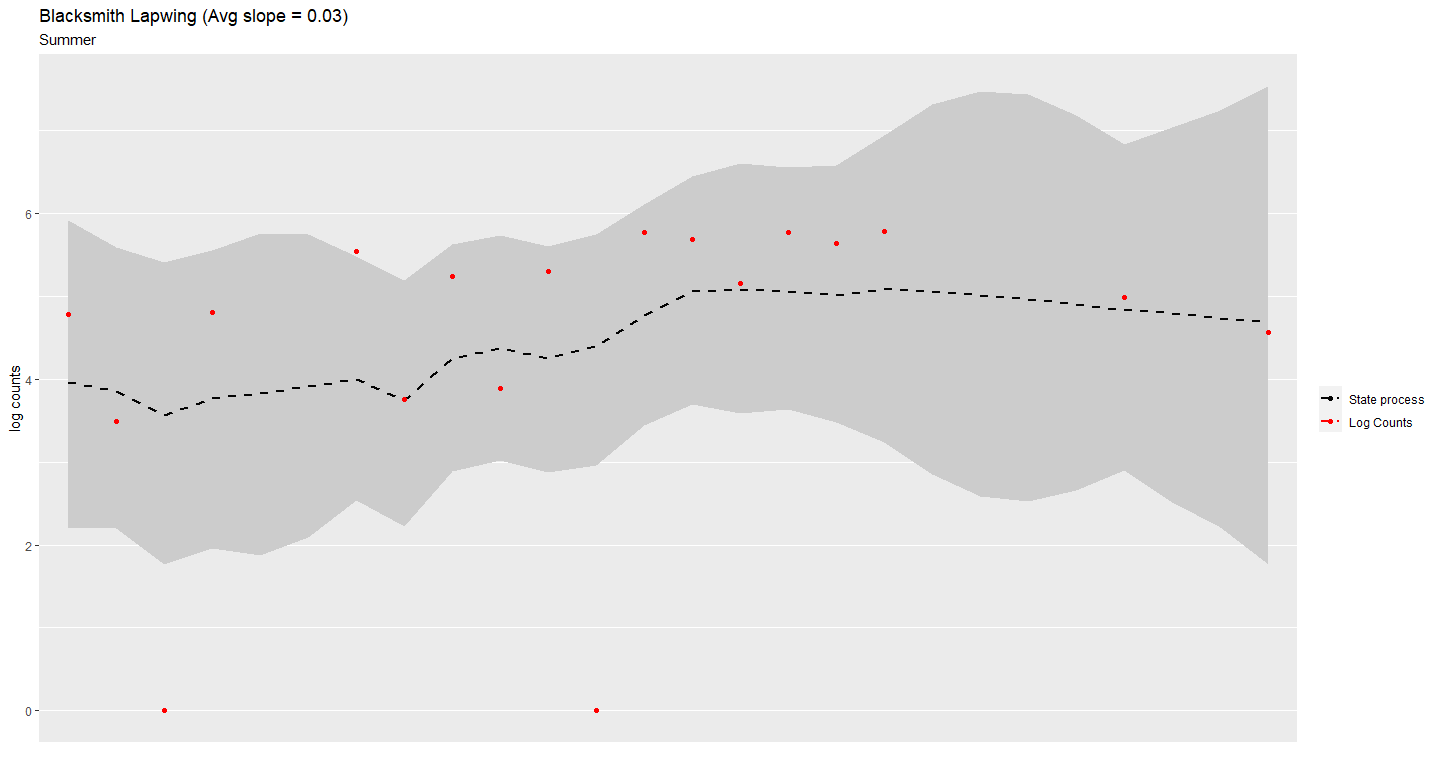 Blacksmith Lapwing (Avg slope = 0.03)
Summer
6
4
2
0
log counts
State process
Log Counts